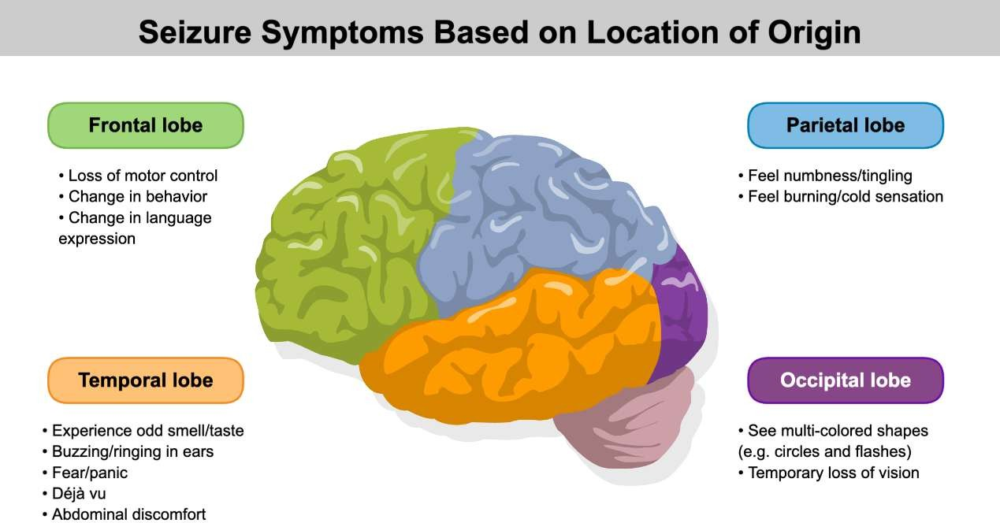 Seizure Symptoms Based on Location of Origin
Frontal lobe
• Loss of motor control
• Change in behavior
• Change in language
expression
Parietal lobe
• Feel numbness/tingling
• Feel burning/cold sensation
Temporal lobe
• Experience odd smell/taste
• Buzzing/ringing in ears
• Fear/panic
• Déjà vu
• Abdominal discomfort
Occipital lobe
• See multi-colored shapes
(e.g. circles and flashes)
• Temporary loss of vision